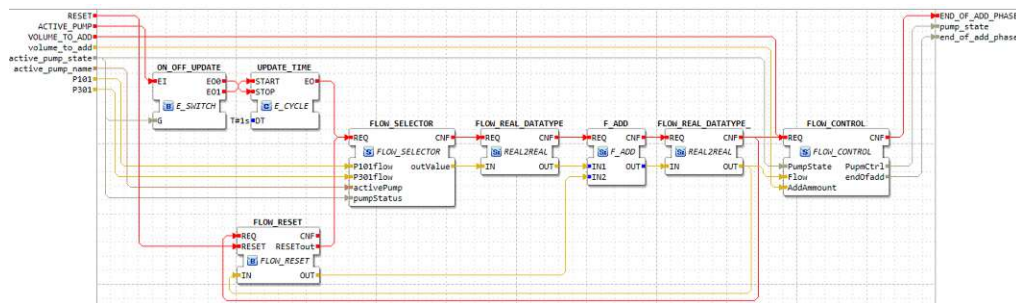 RESET
ACTIVE_PUMP
VOLUME_TO_ADD
volume_to_add
active_pump_state
active_pump_name
P101
P301
END_OF_ADD_PHASE
pump_state
end_of_add_phase
ON_OFF_UPDATE
EI EO0
EO1
E_SWITCH
G
UPDATE_TIME
START EO
STOP
E_CYCLE
T#1s DT
FLOW_SELECTOR
REQ CNF
FLOW_SELECTOR
P101flow outValue
P301flow
activePump
pumpStatus
FLOW_REAL_DATATYPE
REQ CNF
REAL2REAL
IN OUT
F_ADD
REQ CNF
F_ADD
IN1 OUT
IN2
FLOW_REAL_DATATYPE_
REQ CNF
REAL2REAL
IN OUT
FLOW_CONTROL
REQ CNF
FLOW_CONTROL
PumpState PupmCtrl
Flow endOfadd
AddAmmount
FLOW_RESET
REQ CNF
RESET RESETout
FLOW_RESET
IN OUT